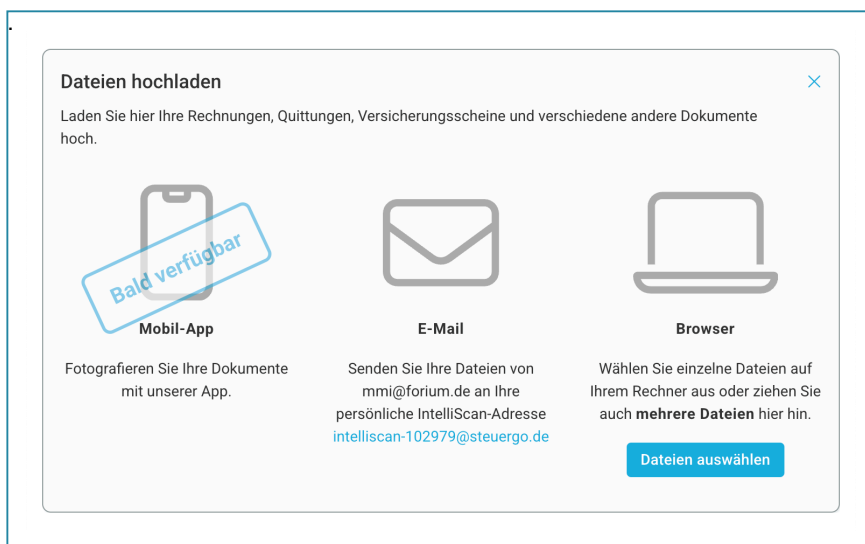 .
Dateien hochladen
Laden Sie hier Ihre Rechnungen, Quittungen, Versicherungsscheine und verschiedene andere Dokumente
hoch.
Bald verfügbar
Mobil-App
Fotografieren Sie Ihre Dokumente
mit unserer App.
E-Mail
Senden Sie Ihre Dateien von
mmi@forium.de an Ihre
persönliche IntelliScan-Adresse
intelliscan-102979@steuergo.de
Browser
Wählen Sie einzelne Dateien auf
Ihrem Rechner aus oder ziehen Sie
auch mehrere Dateien hier hin.
Dateien auswählen